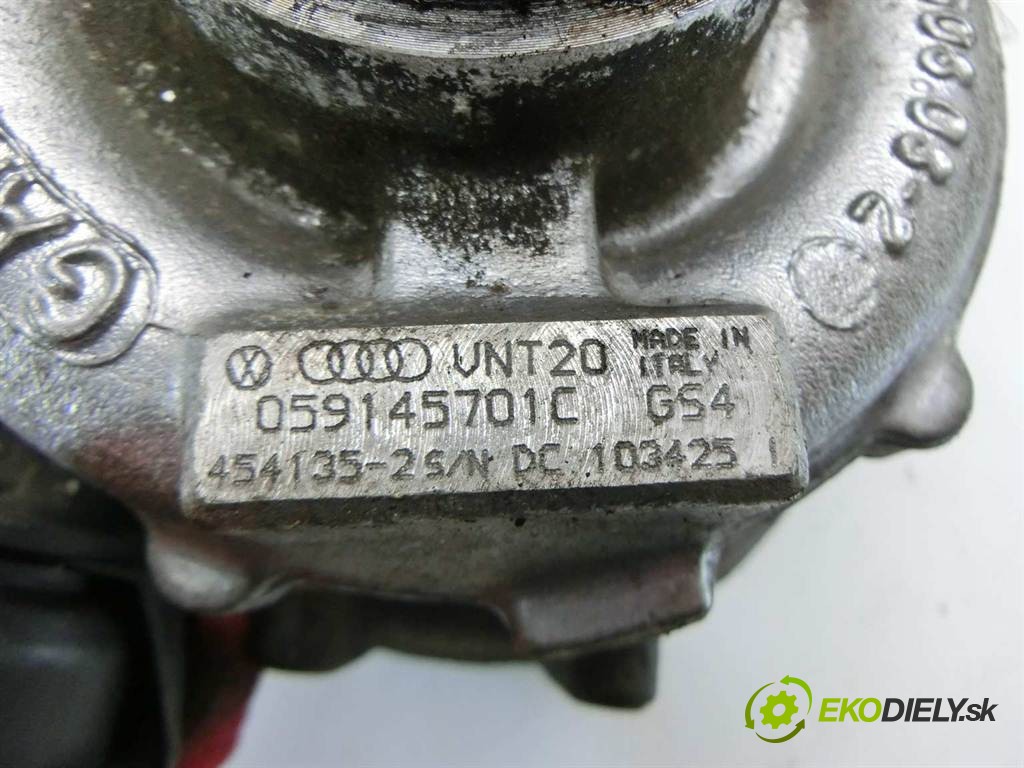 VNT20 MADE IN ITALY
059145701C GS4
454135-2 S/N DC 103425 I
EKODIELY.sk